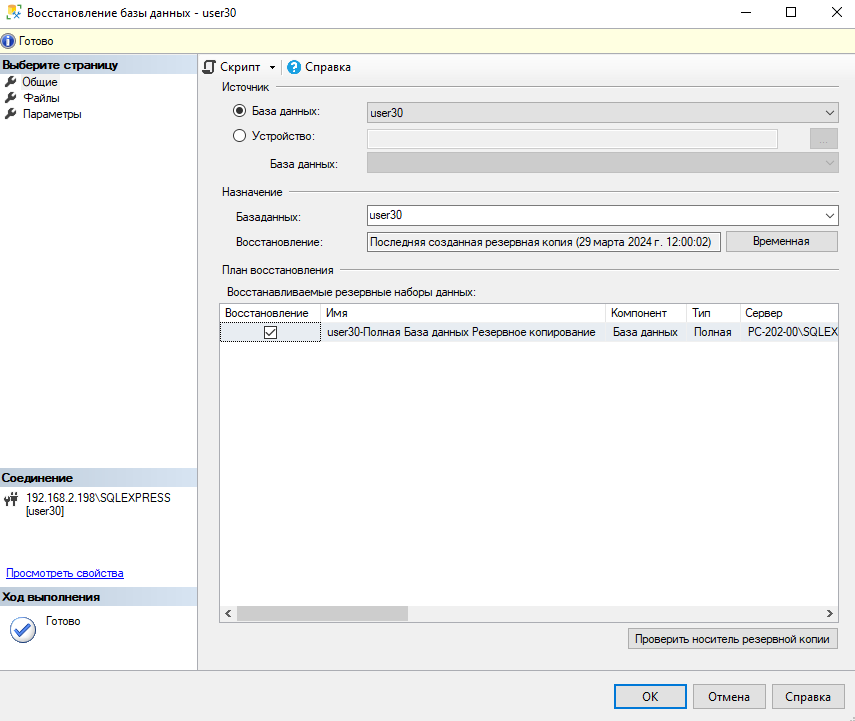 Восстановление базы данных - user30
Готово
Выберите страницу
Общие
Файлы
Параметры
Скрипт
Справка
Источник
База данных:
user30
Устройство:
...
База данных:
Назначение
Базаданных:
user30
Восстановление:
Последняя созданная резервная копия (29 марта 2024 г. 12:00:02)
Временная
План восстановления
Восстанавливаемые резервные наборы данных:
Восстановление Имя Компонент Тип Сервер
user30-Полная База данных Резервное копирование База данных Полная PC-202-00\SQLEX
Соединение
192.168.2.198\SQLEXPRESS
[user30]
Просмотреть свойства
Ход выполнения
Готово
Проверить носитель резервной копии
ОК
Отмена
Справка